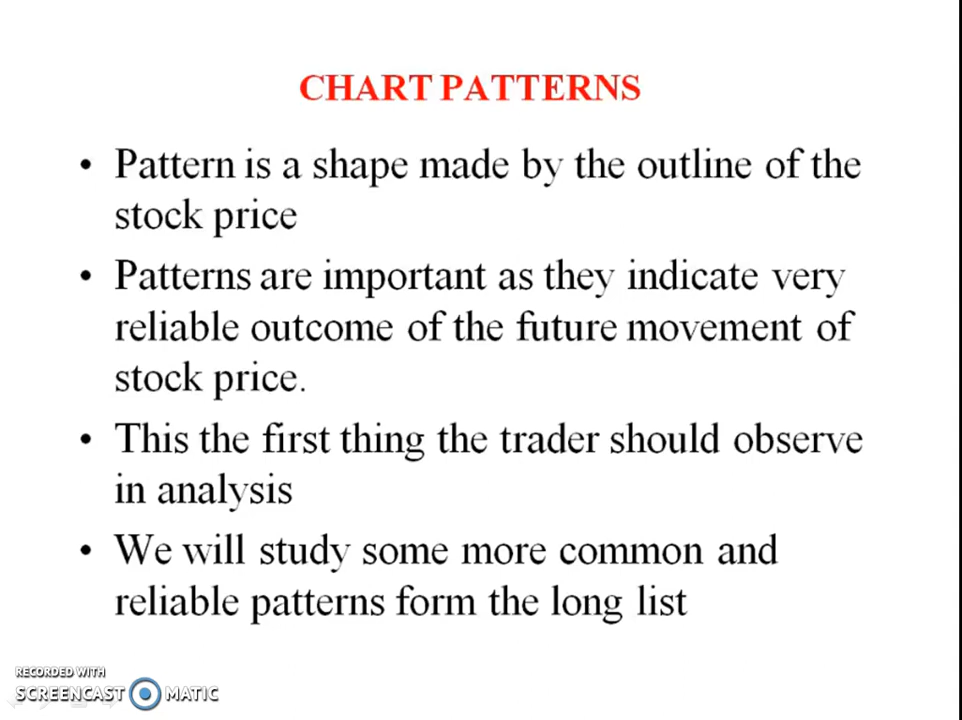 CHART PATTERNS
• Pattern is a shape made by the outline of the
stock price
• Patterns are important as they indicate very
reliable outcome of the future movement of
stock price.
• This the first thing the trader should observe
in analysis
• We will study some more common and
reliable patterns form the long list
RECORDED WITH
SCREENCAST MATIC